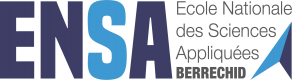 ENSA
Ecole Nationale
des Sciences
Appliquées
BERRECHID